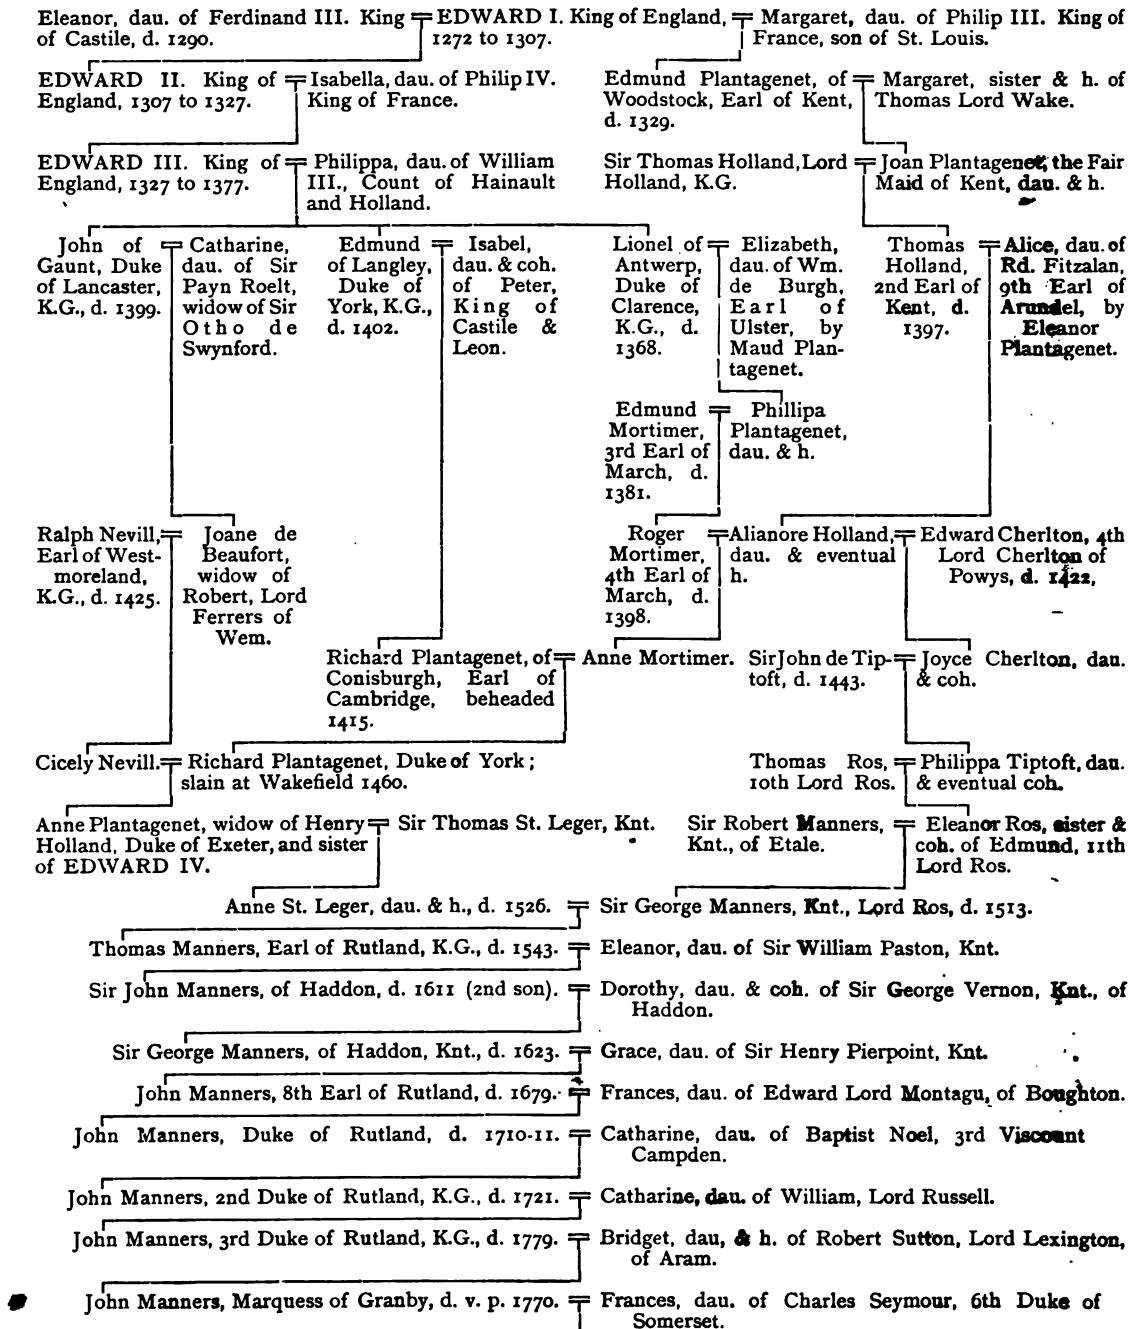 Eleanor, dau. of Ferdinand III. King
of Castile, d. 1290.
EDWARD I. King of England,
1272 to 1307.
Margaret, dau. of Philip III. King of
France, son of St. Louis.
EDWARD II. King of
England, 1307 to 1327.
Isabella, dau. of Philip IV.
King of France.
Edmund Plantagenet, of
Woodstock, Earl of Kent,
d. 1329.
Margaret, sister & h. of
Thomas Lord Wake.
EDWARD III. King of
England, 1327 to 1377.
Philippa, dau. of William
III., Count of Hainault
and Holland.
Sir Thomas Holland, Lord
Holland, K.G.
Joan Plantagenet, the Fair
Maid of Kent, dau. & h.
John of
Gaunt, Duke
of Lancaster,
K.G., d. 1399.
Catharine,
dau. of Sir
Payn Roelt,
widow of Sir
Otho de
Swynford.
Edmund
of Langley,
Duke of
York, K.G.,
d. 1402.
Isabel,
dau. & coh.
of Peter,
King of
Castile &
Leon.
Lionel of
Antwerp,
Duke of
Clarence,
K.G., d.
1368.
Elizabeth,
dau. of Wm.
de Burgh,
Earl of
Ulster, by
Maud Plan-
tagenet.
Thomas
Holland,
2nd Earl of
Kent, d.
1397.
Alice, dau. of
Rd. Fitzalan,
9th Earl of
Arundel, by
Eleanor
Plantagenet.
Edmund
Mortimer,
3rd Earl of
March, d.
1381.
Phillipa
Plantagenet,
dau. & h.
Ralph Nevill,
Earl of West-
moreland,
K.G., d. 1425.
Joane de
Beaufort,
widow of
Robert, Lord
Ferrers of
Wem.
Roger
Mortimer,
4th Earl of
March, d.
1398.
Alianore Holland,
dau. & eventual
h.
Edward Cherlton, 4th
Lord Cherlton of
Powys, d. 1422,
Richard Plantagenet, of
Conisburgh, Earl of
Cambridge, beheaded
1415.
Anne Mortimer.
Sir John de Tip-
toft, d. 1443.
Joyce Cherlton, dau.
& coh.
Cicely Nevill.
Richard Plantagenet, Duke of York;
slain at Wakefield 1460.
Thomas Ros,
10th Lord Ros.
Philippa Tiptoft, dau.
& eventual coh.
Anne Plantagenet, widow of Henry
Holland, Duke of Exeter, and sister
of EDWARD IV.
Sir Thomas St. Leger, Knt.
Sir Robert Manners,
Knt., of Etale.
Eleanor Ros, sister &
coh. of Edmund, 11th
Lord Ros.
Anne St. Leger, dau. & h., d. 1526.
Sir George Manners, Knt., Lord Ros, d. 1513.
Thomas Manners, Earl of Rutland, K.G., d. 1543.
Eleanor, dau. of Sir William Paston, Knt.
Sir John Manners, of Haddon, d. 1611 (2nd son).
Dorothy, dau. & coh. of Sir George Vernon, Knt., of
Haddon.
Sir George Manners, of Haddon, Knt., d. 1623.
Grace, dau. of Sir Henry Pierpoint, Knt.
John Manners, 8th Earl of Rutland, d. 1679.
Frances, dau. of Edward Lord Montagu, of Boughton.
John Manners, Duke of Rutland, d. 1710-11.
Catharine, dau. of Baptist Noel, 3rd Viscount
Campden.
John Manners, 2nd Duke of Rutland, K.G., d. 1721.
Catharine, dau. of William, Lord Russell.
John Manners, 3rd Duke of Rutland, K.G., d. 1779.
Bridget, dau, & h. of Robert Sutton, Lord Lexington,
of Aram.
John Manners, Marquess of Granby, d. v. p. 1770.
Frances, dau. of Charles Seymour, 6th Duke of
Somerset.